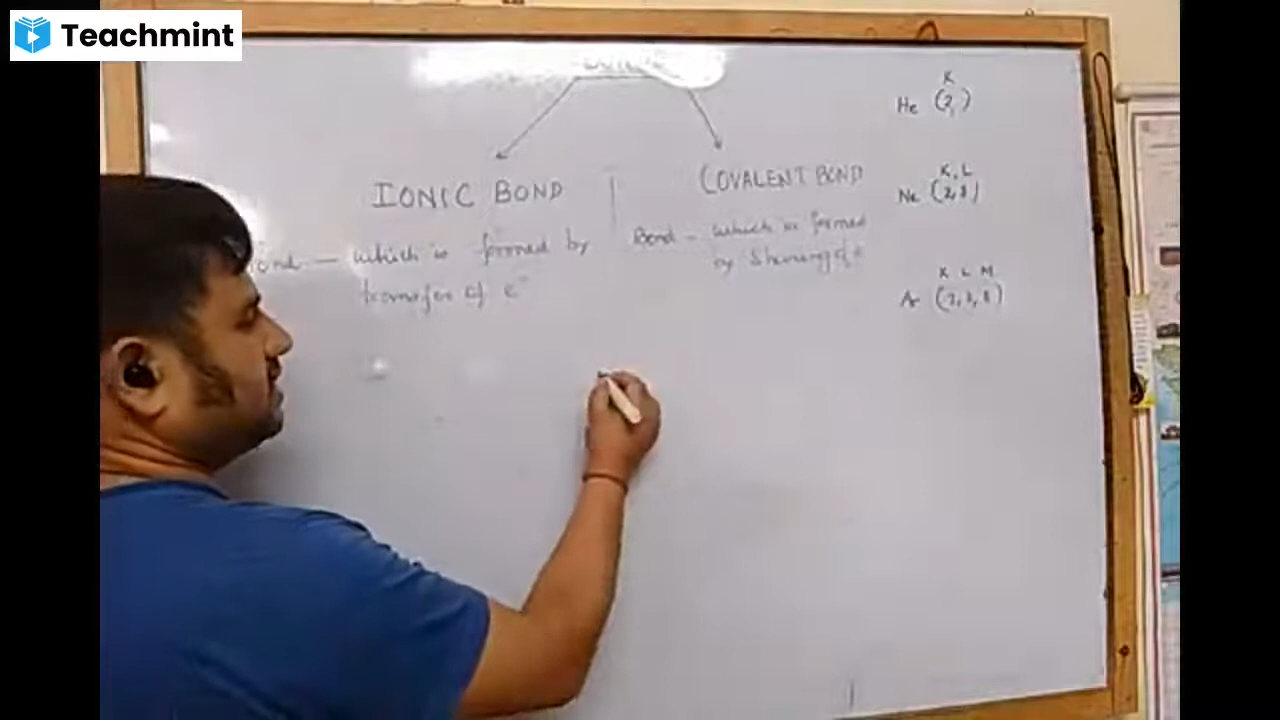 Teachmint
IONIC BOND
COVALENT BOND
Bond — which is formed by
transfer of e⁻
Bond - which is formed
by Sharing of e
K
He (2,)
K, L
Ne (2,8)
K L M
Ar (2,8,8)